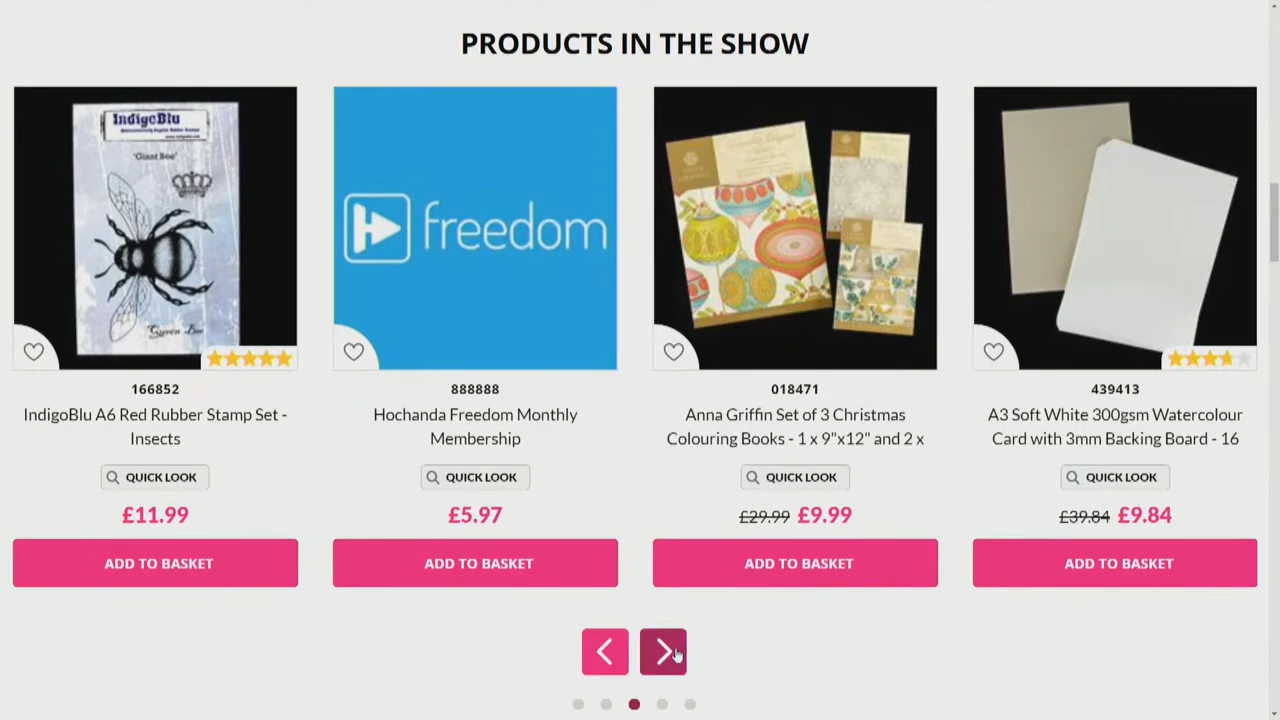 PRODUCTS IN THE SHOW
IndigoBlu
"Giant Bee"
"Queen Bee"
freedom
166852
888888
018471
439413
IndigoBlu A6 Red Rubber Stamp Set -
Insects
Hochanda Freedom Monthly
Membership
Anna Griffin Set of 3 Christmas
Colouring Books - 1 x 9"x12" and 2 x
A3 Soft White 300gsm Watercolour
Card with 3mm Backing Board - 16
QUICK LOOK
QUICK LOOK
QUICK LOOK
QUICK LOOK
£11.99
£5.97
£29.99 £9.99
£39.84 £9.84
ADD TO BASKET
ADD TO BASKET
ADD TO BASKET
ADD TO BASKET